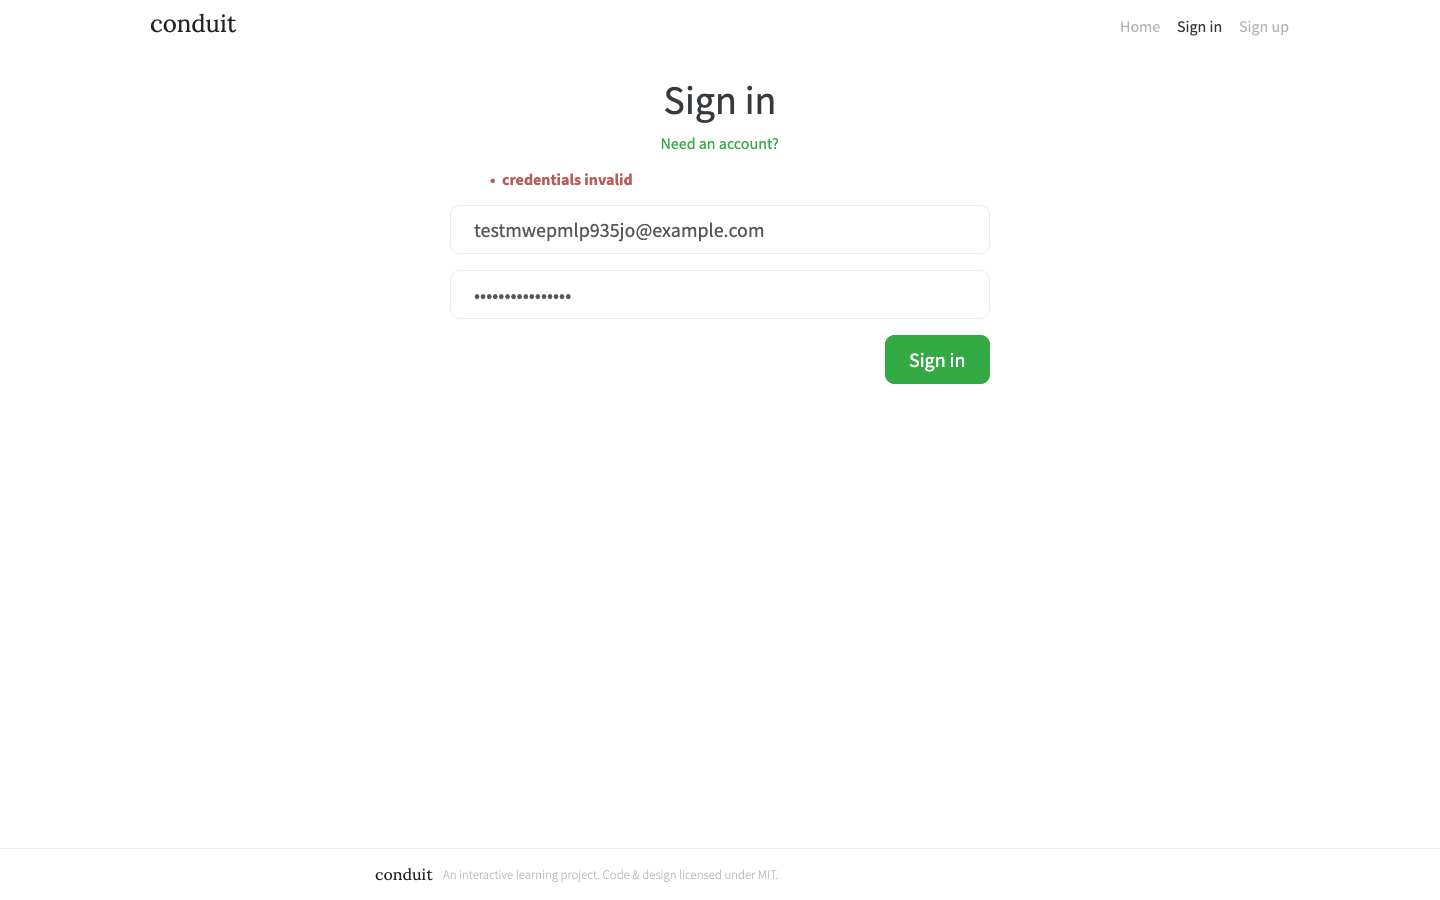 conduit
Home Sign in Sign up
Sign in
Need an account?
• credentials invalid
testmwepmlp935jo@example.com
••••••••••••••••
Sign in
conduit An interactive learning project. Code & design licensed under MIT.